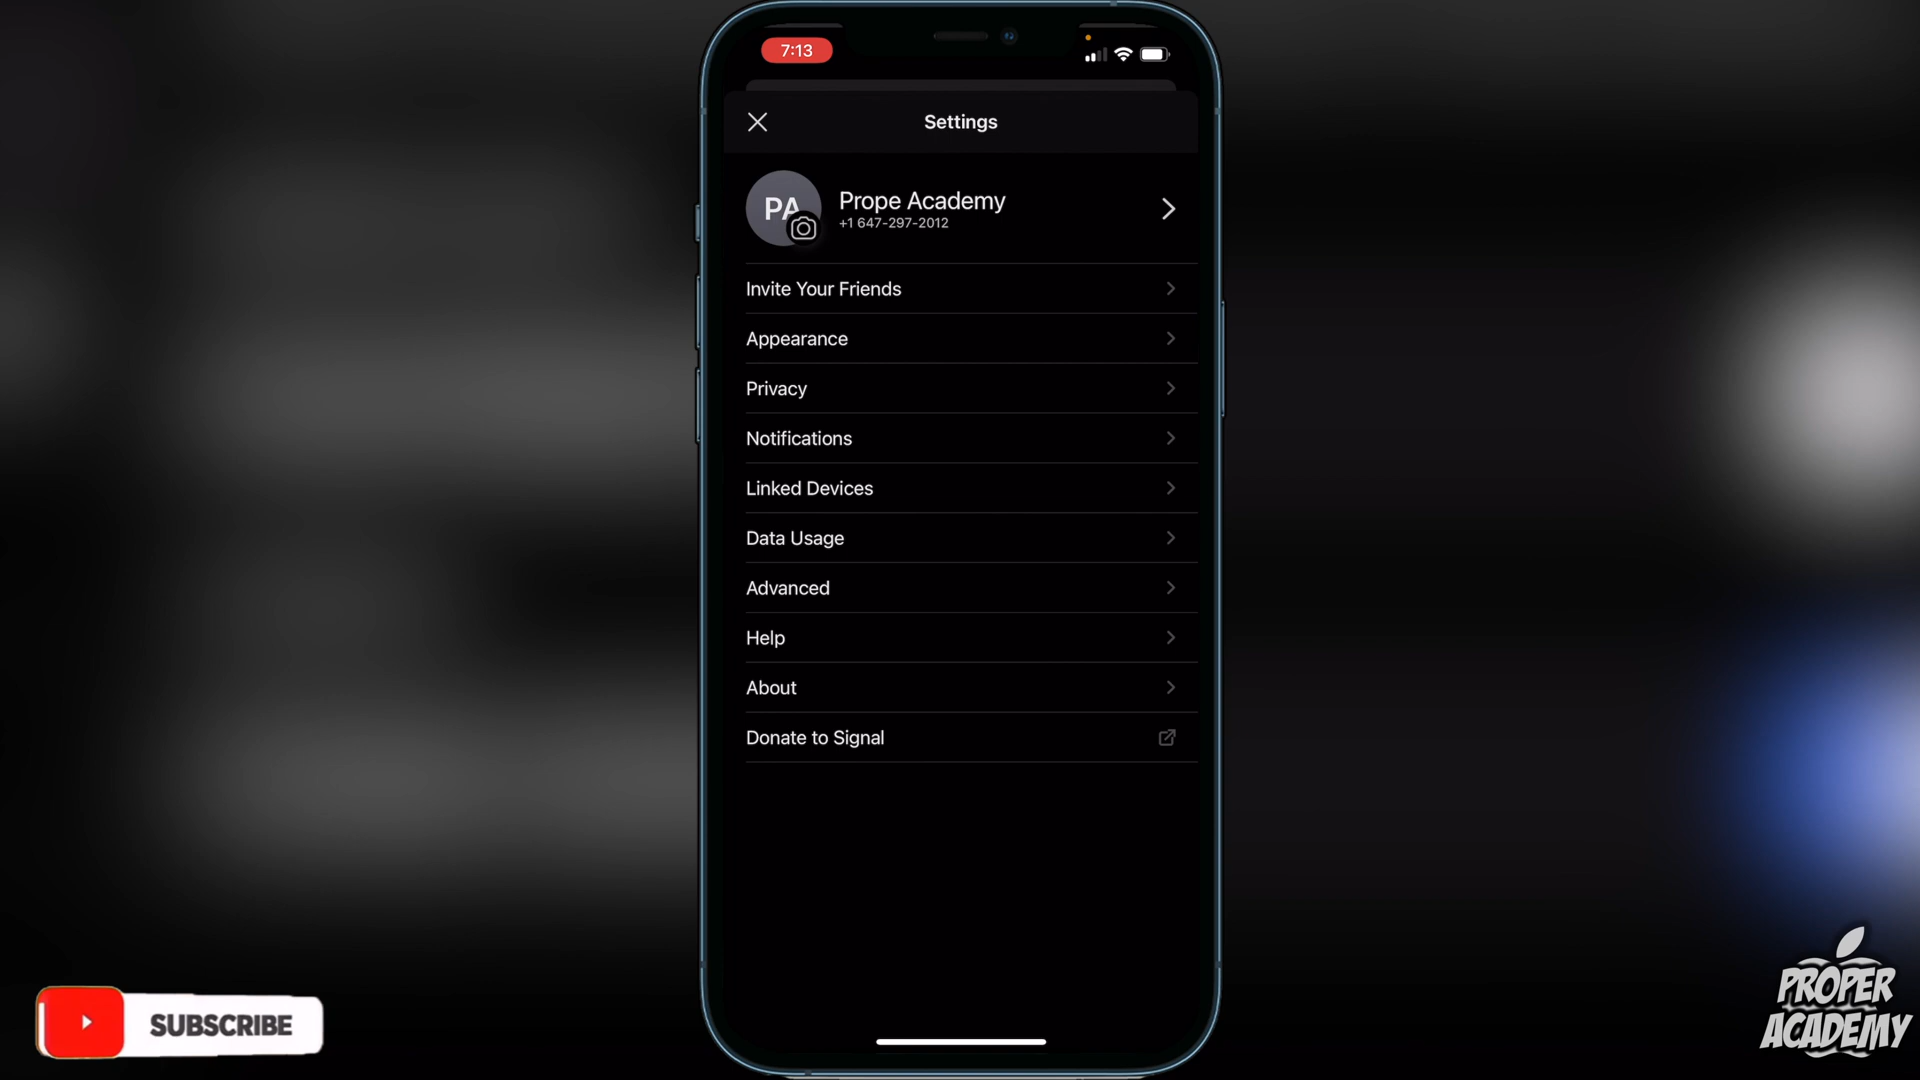 7:13
Settings
PA
Prope Academy
+1 647-297-2012
Invite Your Friends
Appearance
Privacy
Notifications
Linked Devices
Data Usage
Advanced
Help
About
Donate to Signal
SUBSCRIBE
PROPER
ACADEMY